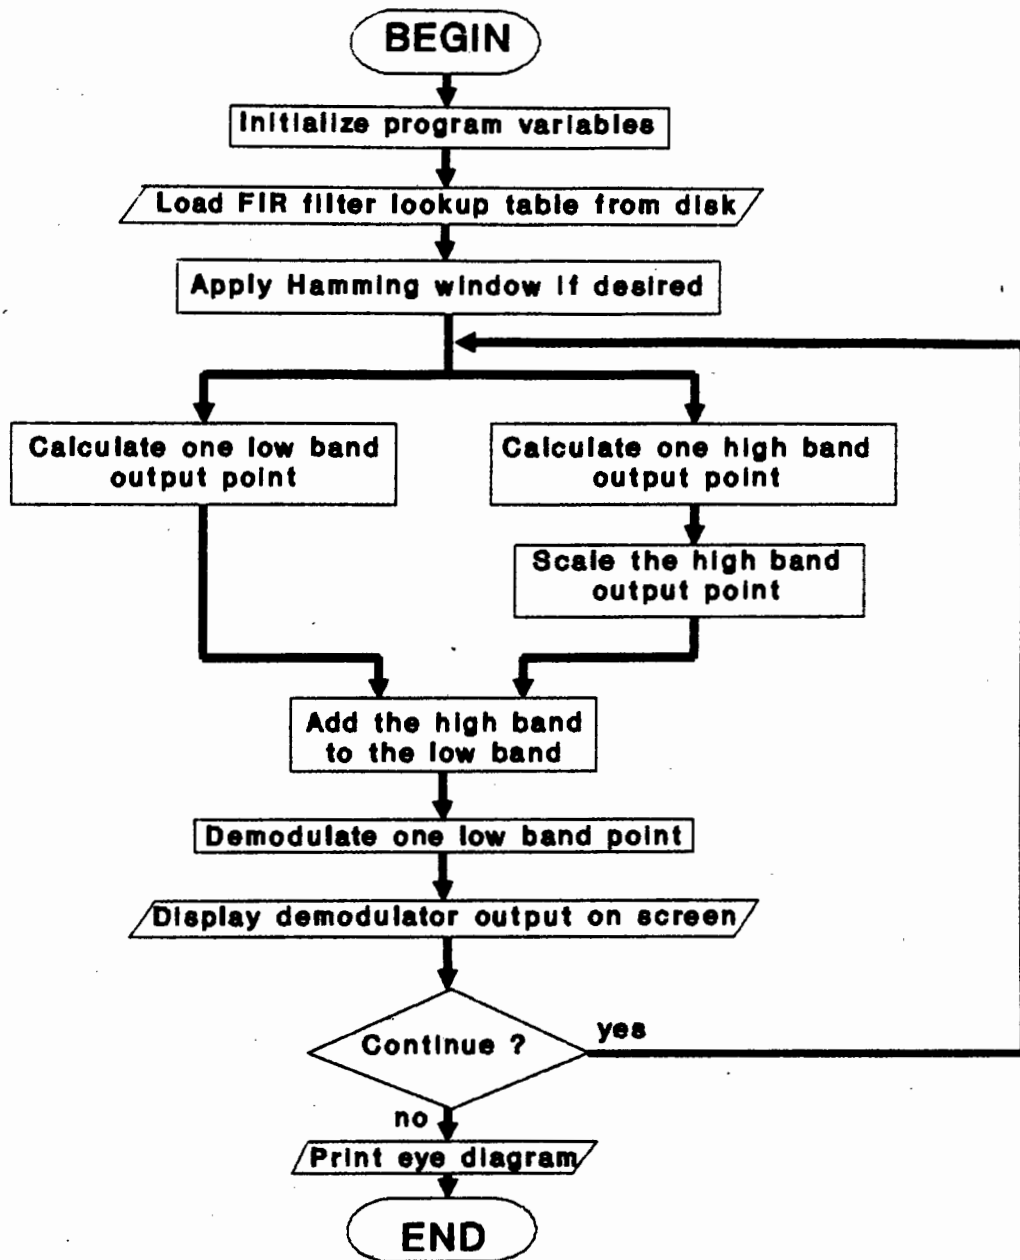 BEGIN
Initialize program variables
Load FIR filter lookup table from disk
Apply Hamming window if desired
Calculate one low band
output point
Calculate one high band
output point
Scale the high band
output point
Add the high band
to the low band
Demodulate one low band point
Display demodulator output on screen
Continue ?
yes
no
Print eye diagram
END